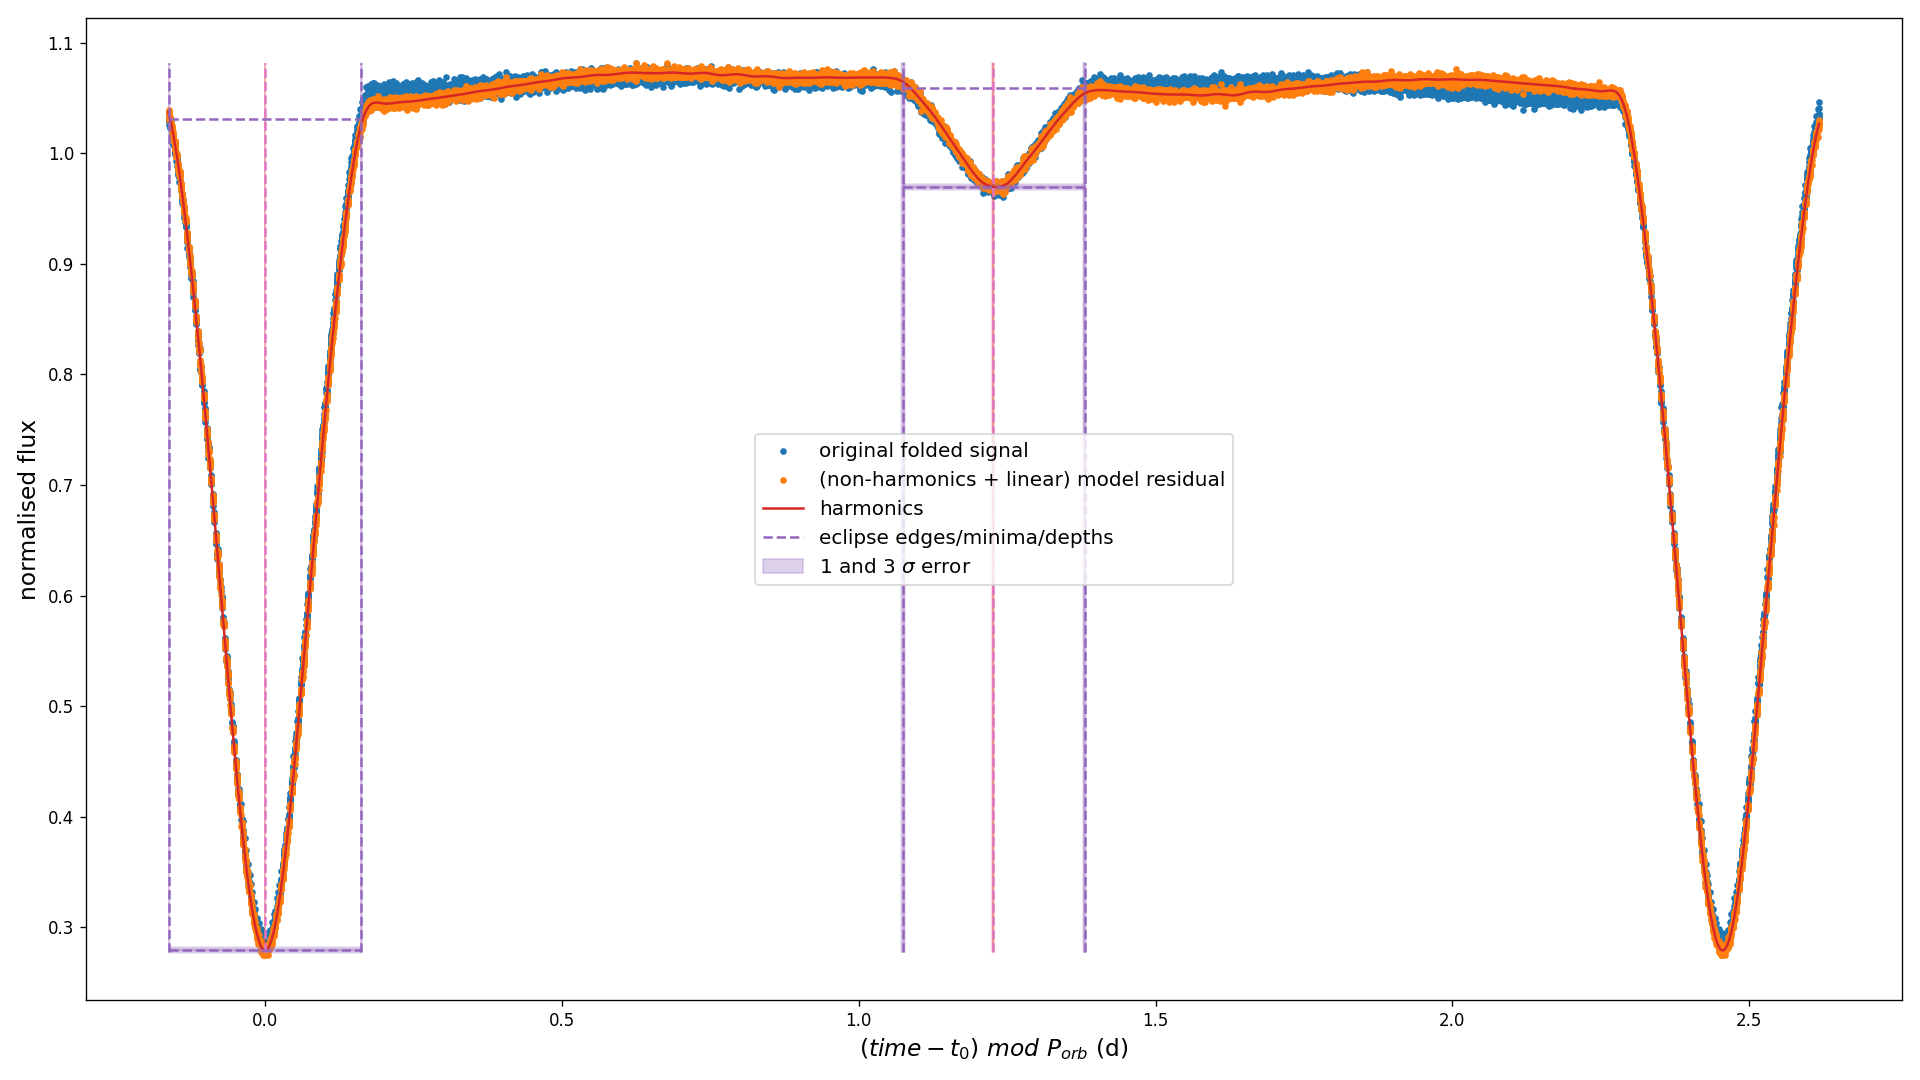 1.1
1.0
0.9
0.8
0.7
0.6
0.5
0.4
0.3
normalised flux
original folded signal
(non-harmonics + linear) model residual
harmonics
eclipse edges/minima/depths
1 and 3 σ error
0.0 0.5 1.0 1.5 2.0 2.5
(time − t₀) mod Pₒᵣb (d)